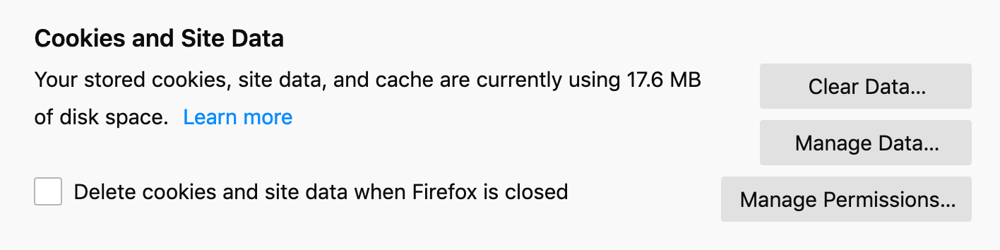 Cookies and Site Data
Your stored cookies, site data, and cache are currently using 17.6 MB
of disk space. Learn more
Clear Data...
Manage Data...
Delete cookies and site data when Firefox is closed
Manage Permissions...